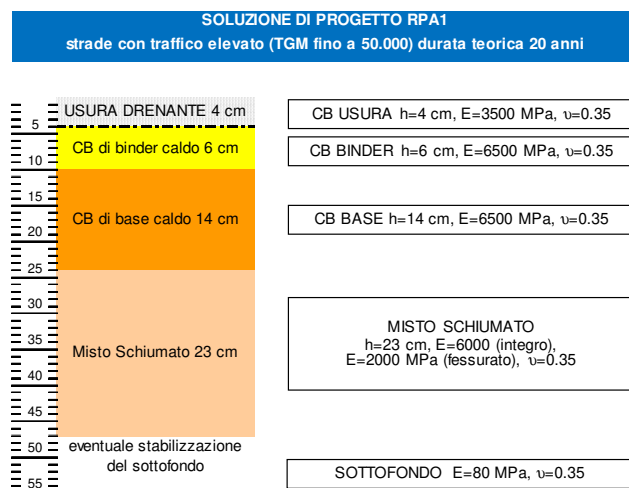 SOLUZIONE DI PROGETTO RPA1
strade con traffico elevato (TGM fino a 50.000) durata teorica 20 anni
USURA DRENANTE 4 cm
CB USURA h=4 cm, E=3500 MPa, υ=0.35
5
CB di binder caldo 6 cm
CB BINDER h=6 cm, E=6500 MPa, υ=0.35
10
15
CB di base caldo 14 cm
CB BASE h=14 cm, E=6500 MPa, υ=0.35
20
25
30
MISTO SCHIUMATO
h=23 cm, E=6000 (integro),
E=2000 MPa (fessurato), υ=0.35
35
Misto Schiumato 23 cm
40
45
50
eventuale stabilizzazione
del sottofondo
SOTTOFONDO E=80 MPa, υ=0.35
55